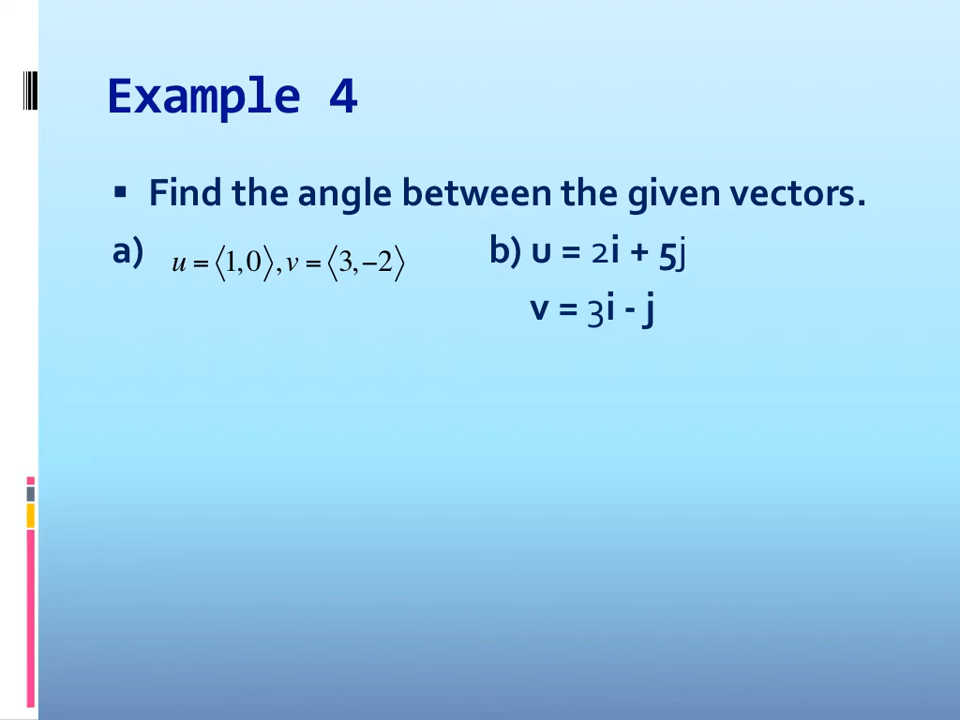 Example 4
▪ Find the angle between the given vectors.
a) u = ⟨1,0⟩, v = ⟨3,−2⟩ b) u = 2i + 5j
v = 3i - j